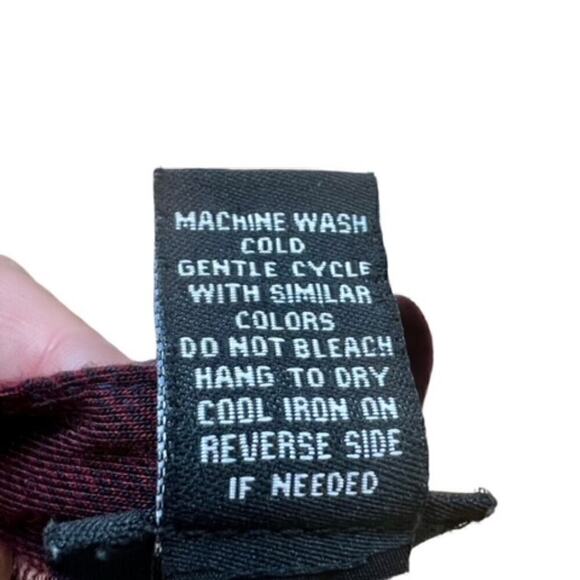 MACHINE WASH
COLD
GENTLE CYCLE
WITH SIMILAR
COLORS
DO NOT BLEACH
HANG TO DRY
COOL IRON ON
REVERSE SIDE
IF NEEDED